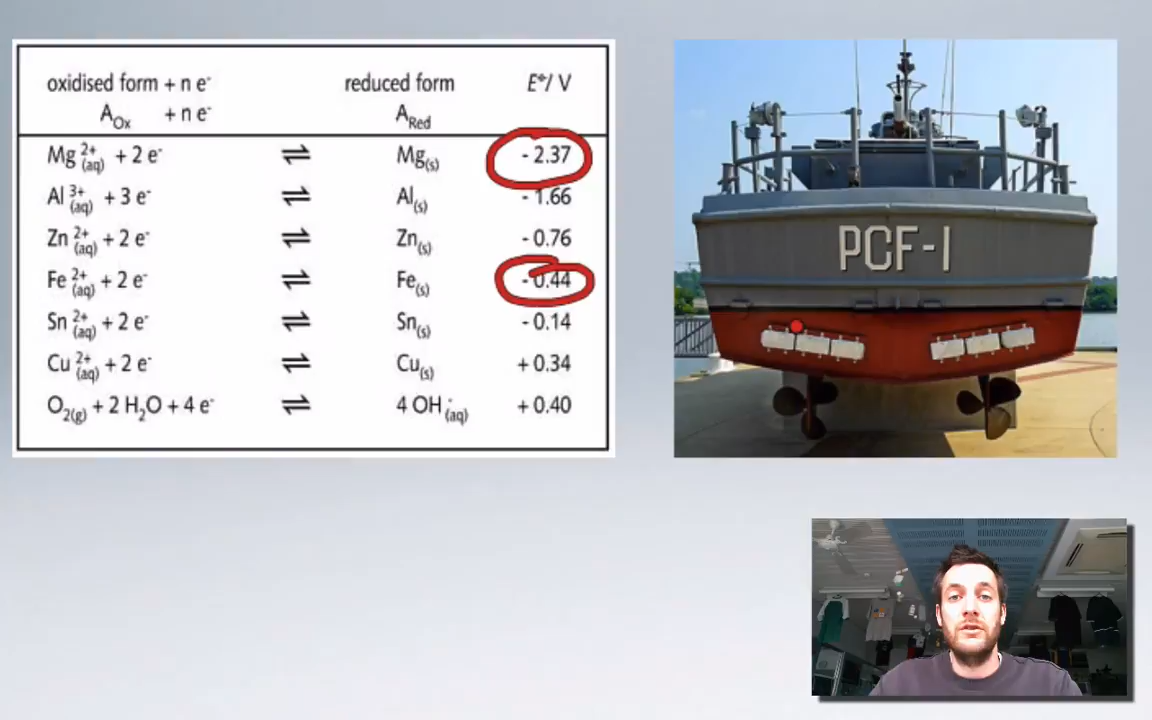 oxidised form + n e⁻ reduced form E⦵/ V
A_Ox + n e⁻ A_Red
Mg²⁺(aq) + 2 e⁻ ⇌ Mg(s) - 2.37
Al³⁺(aq) + 3 e⁻ ⇌ Al(s) - 1.66
Zn²⁺(aq) + 2 e⁻ ⇌ Zn(s) - 0.76
Fe²⁺(aq) + 2 e⁻ ⇌ Fe(s) - 0.44
Sn²⁺(aq) + 2 e⁻ ⇌ Sn(s) - 0.14
Cu²⁺(aq) + 2 e⁻ ⇌ Cu(s) + 0.34
O₂(g) + 2 H₂O + 4 e⁻ ⇌ 4 OH⁻(aq) + 0.40
PCF-1